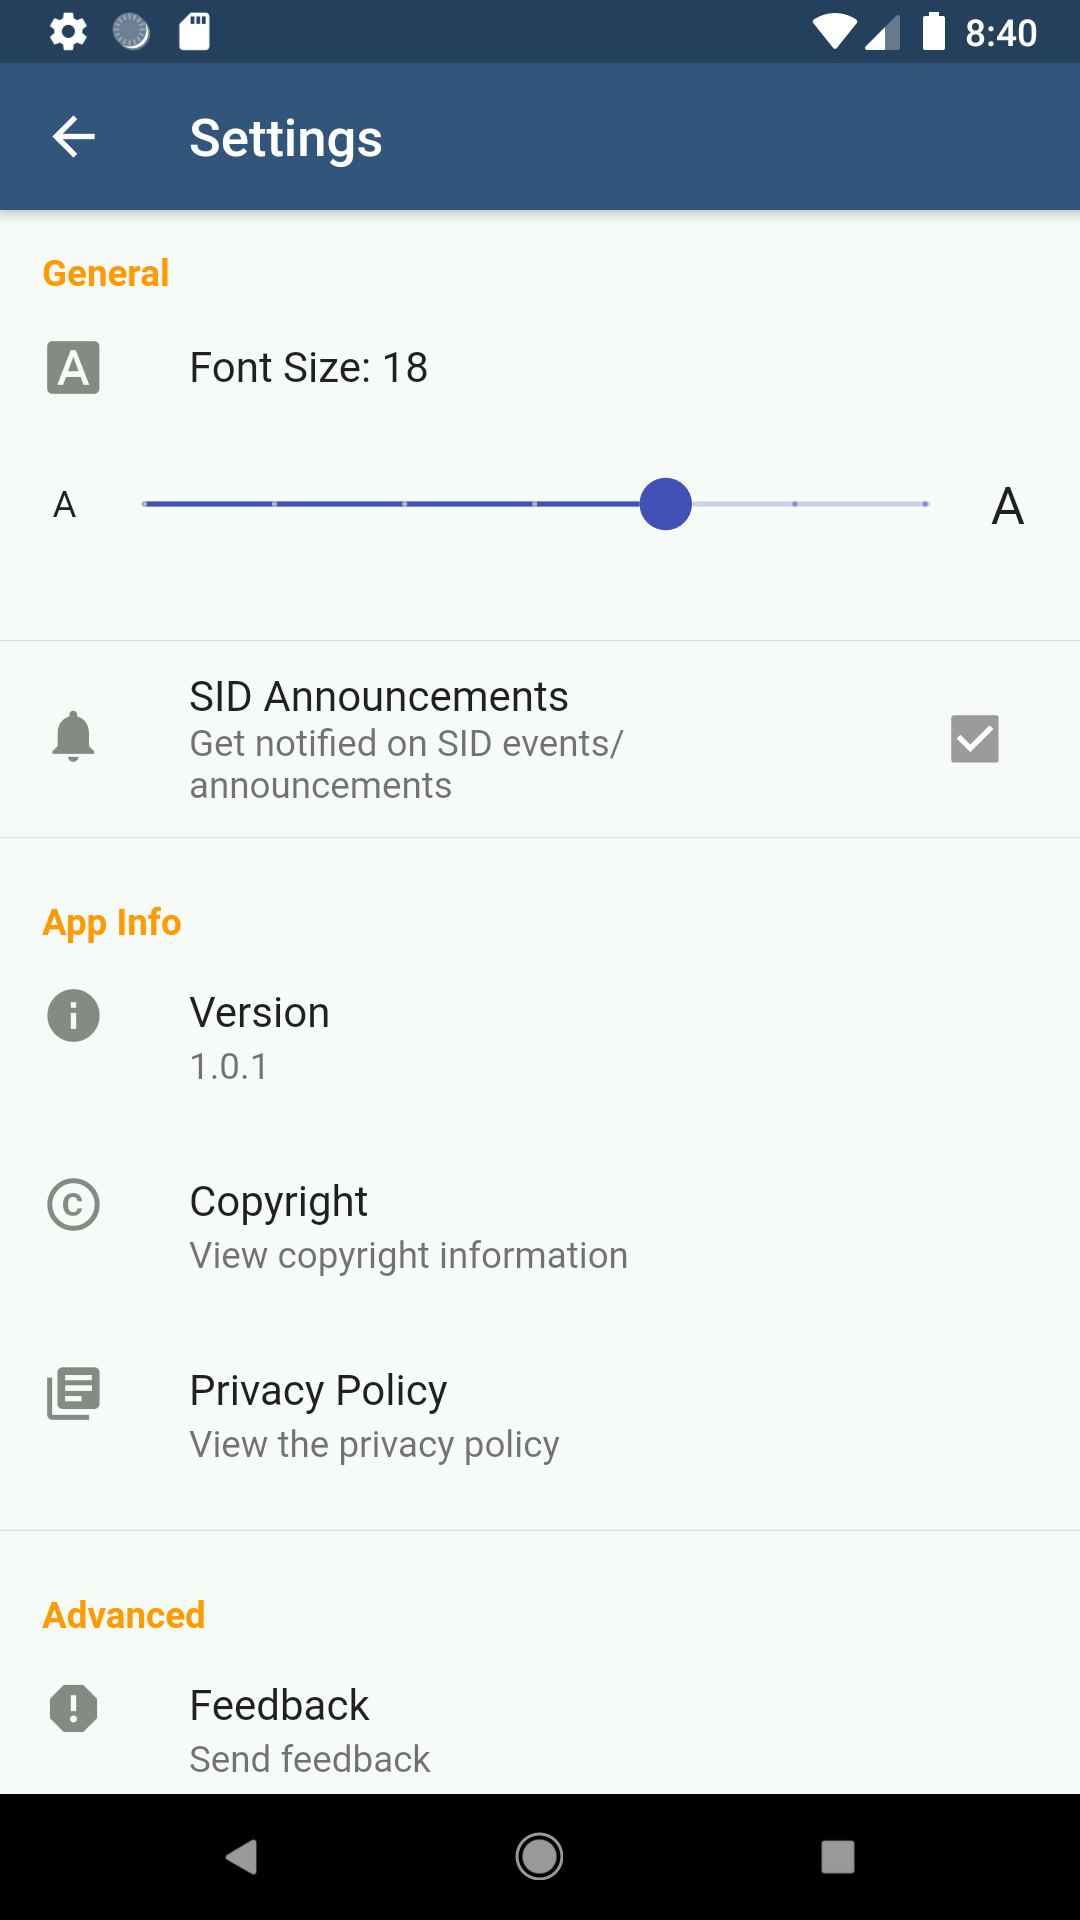 8:40
Settings
General
A
Font Size: 18
A
A
SID Announcements
Get notified on SID events/
announcements
App Info
Version
1.0.1
Copyright
View copyright information
Privacy Policy
View the privacy policy
Advanced
Feedback
Send feedback